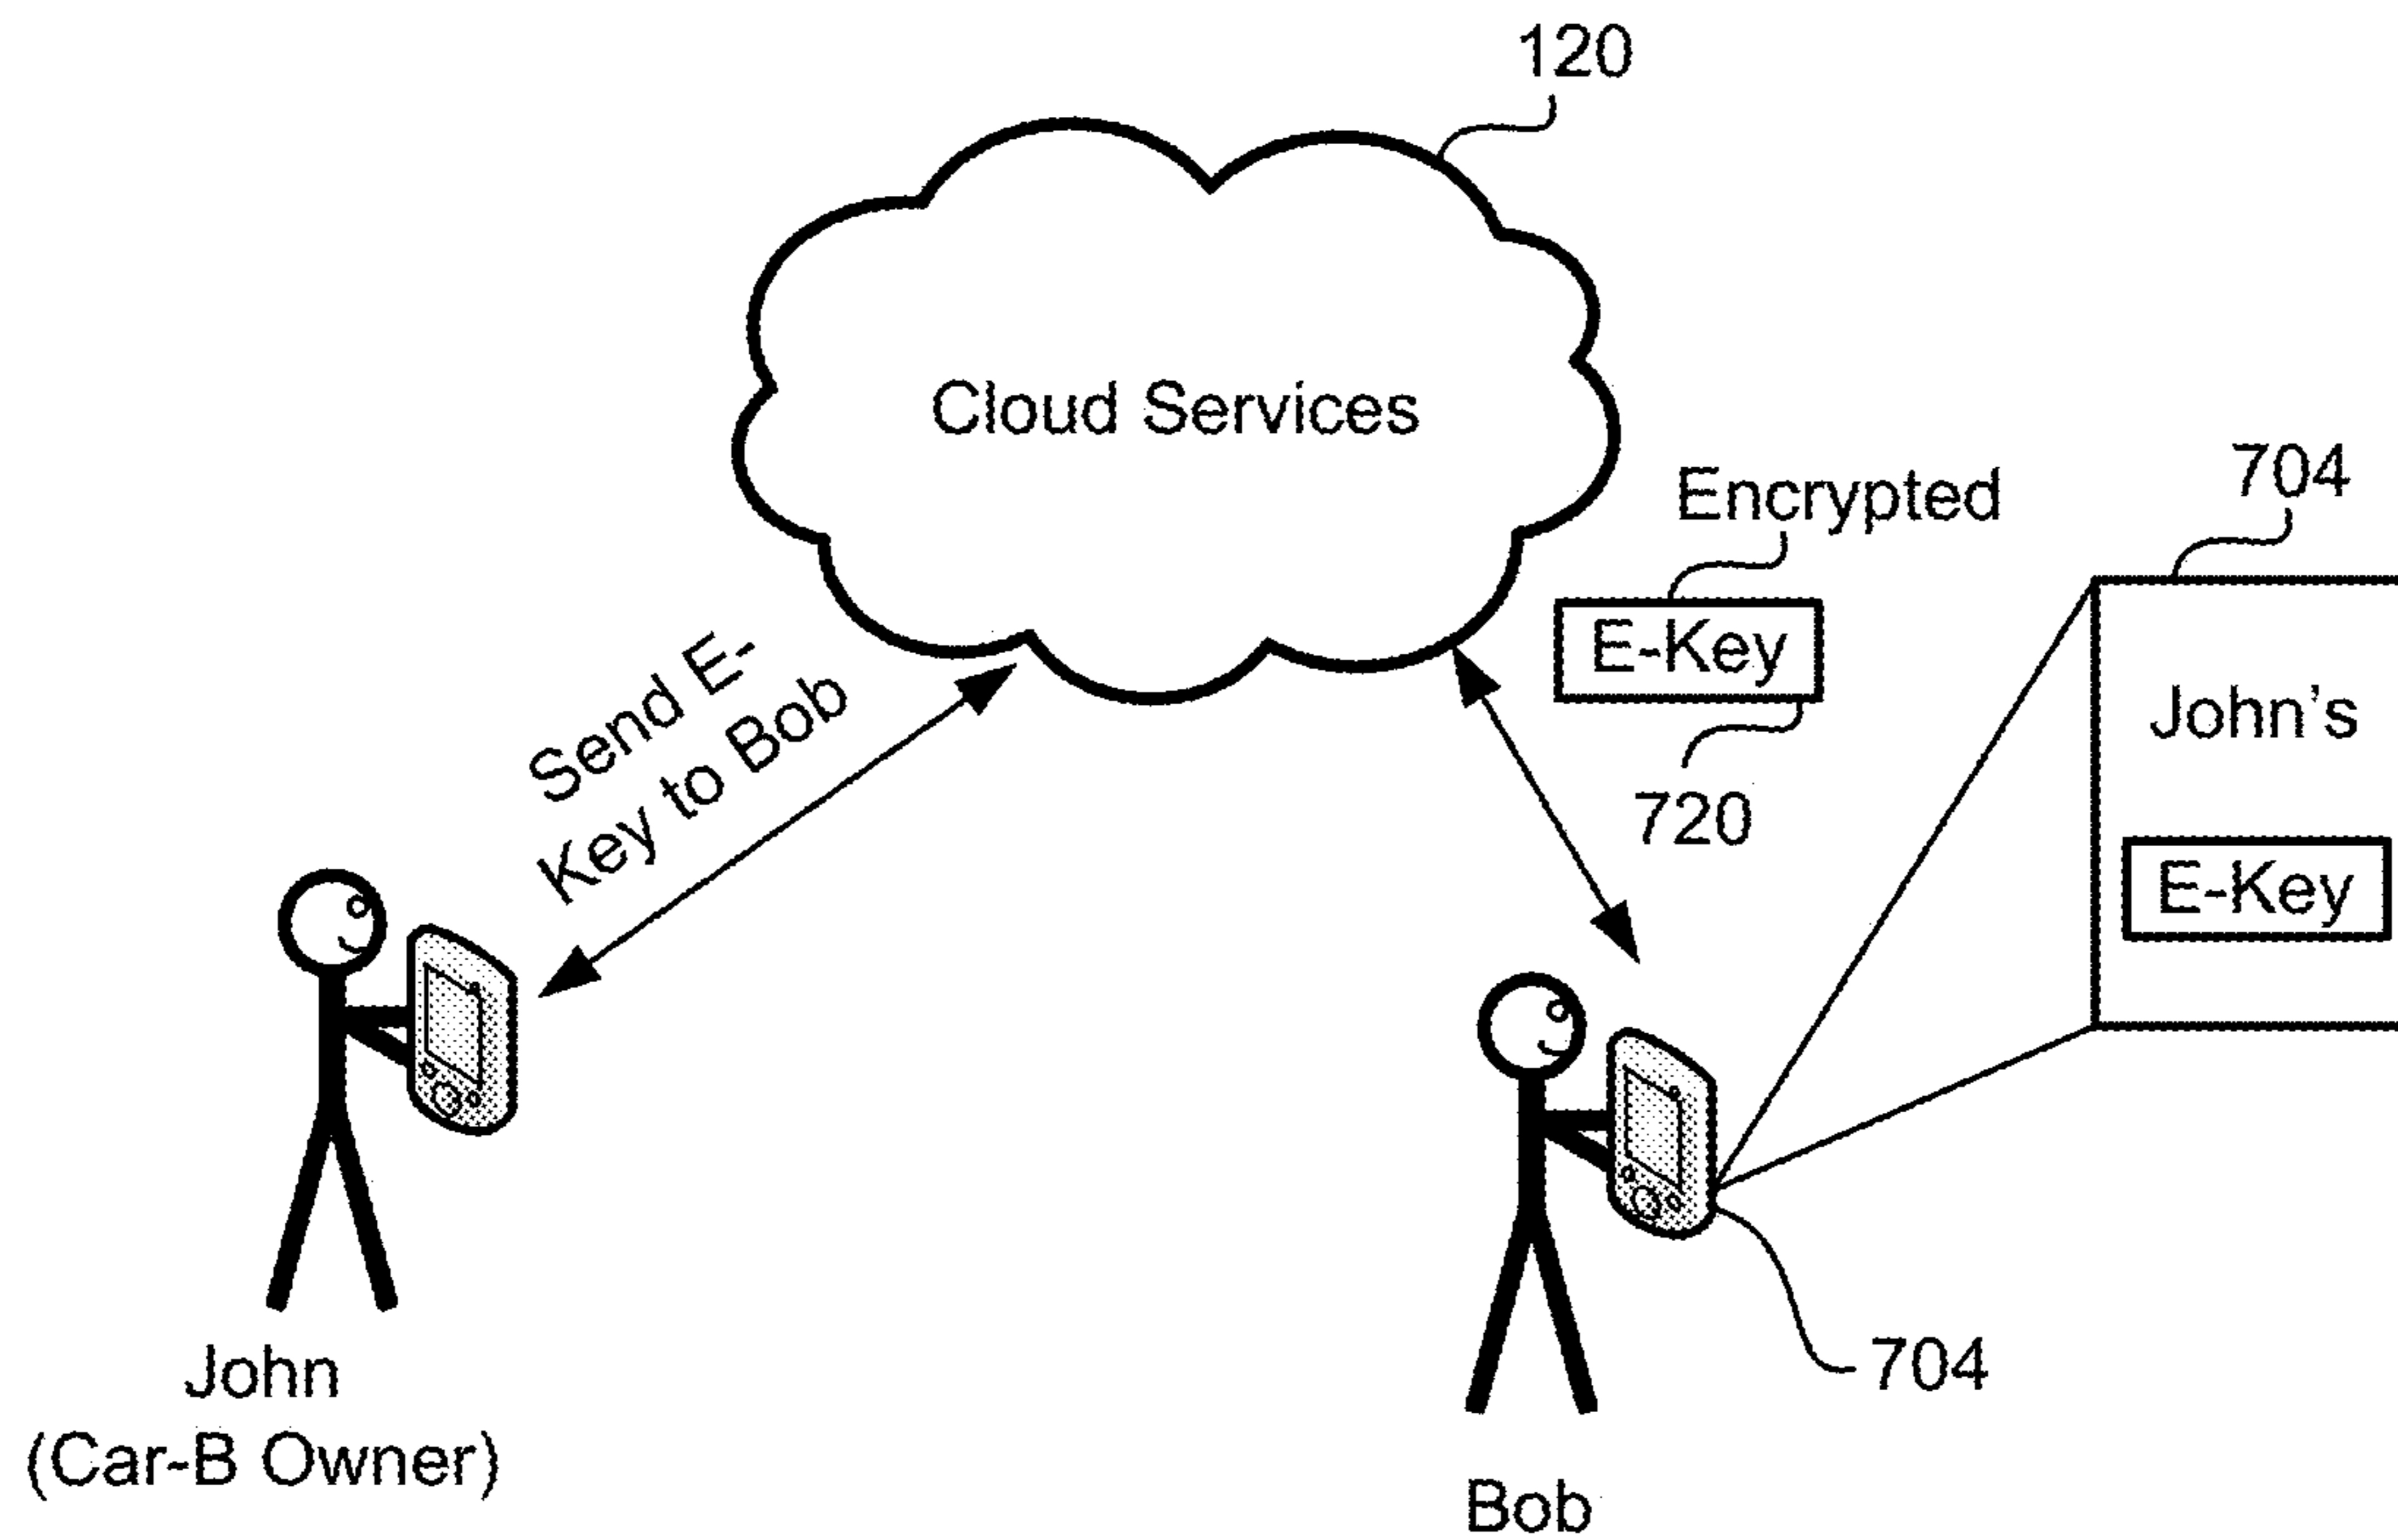 120
Cloud Services
Encrypted
704
E-Key
John's
Send E-
Key to Bob
720
E-Key
704
John
(Car-B Owner)
Bob